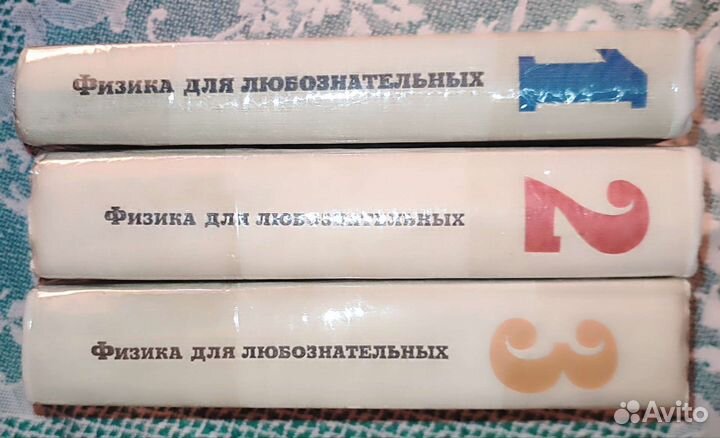 Физика для любознательных 1
Физика для любознательных 2
Физика для любознательных 3
Avito